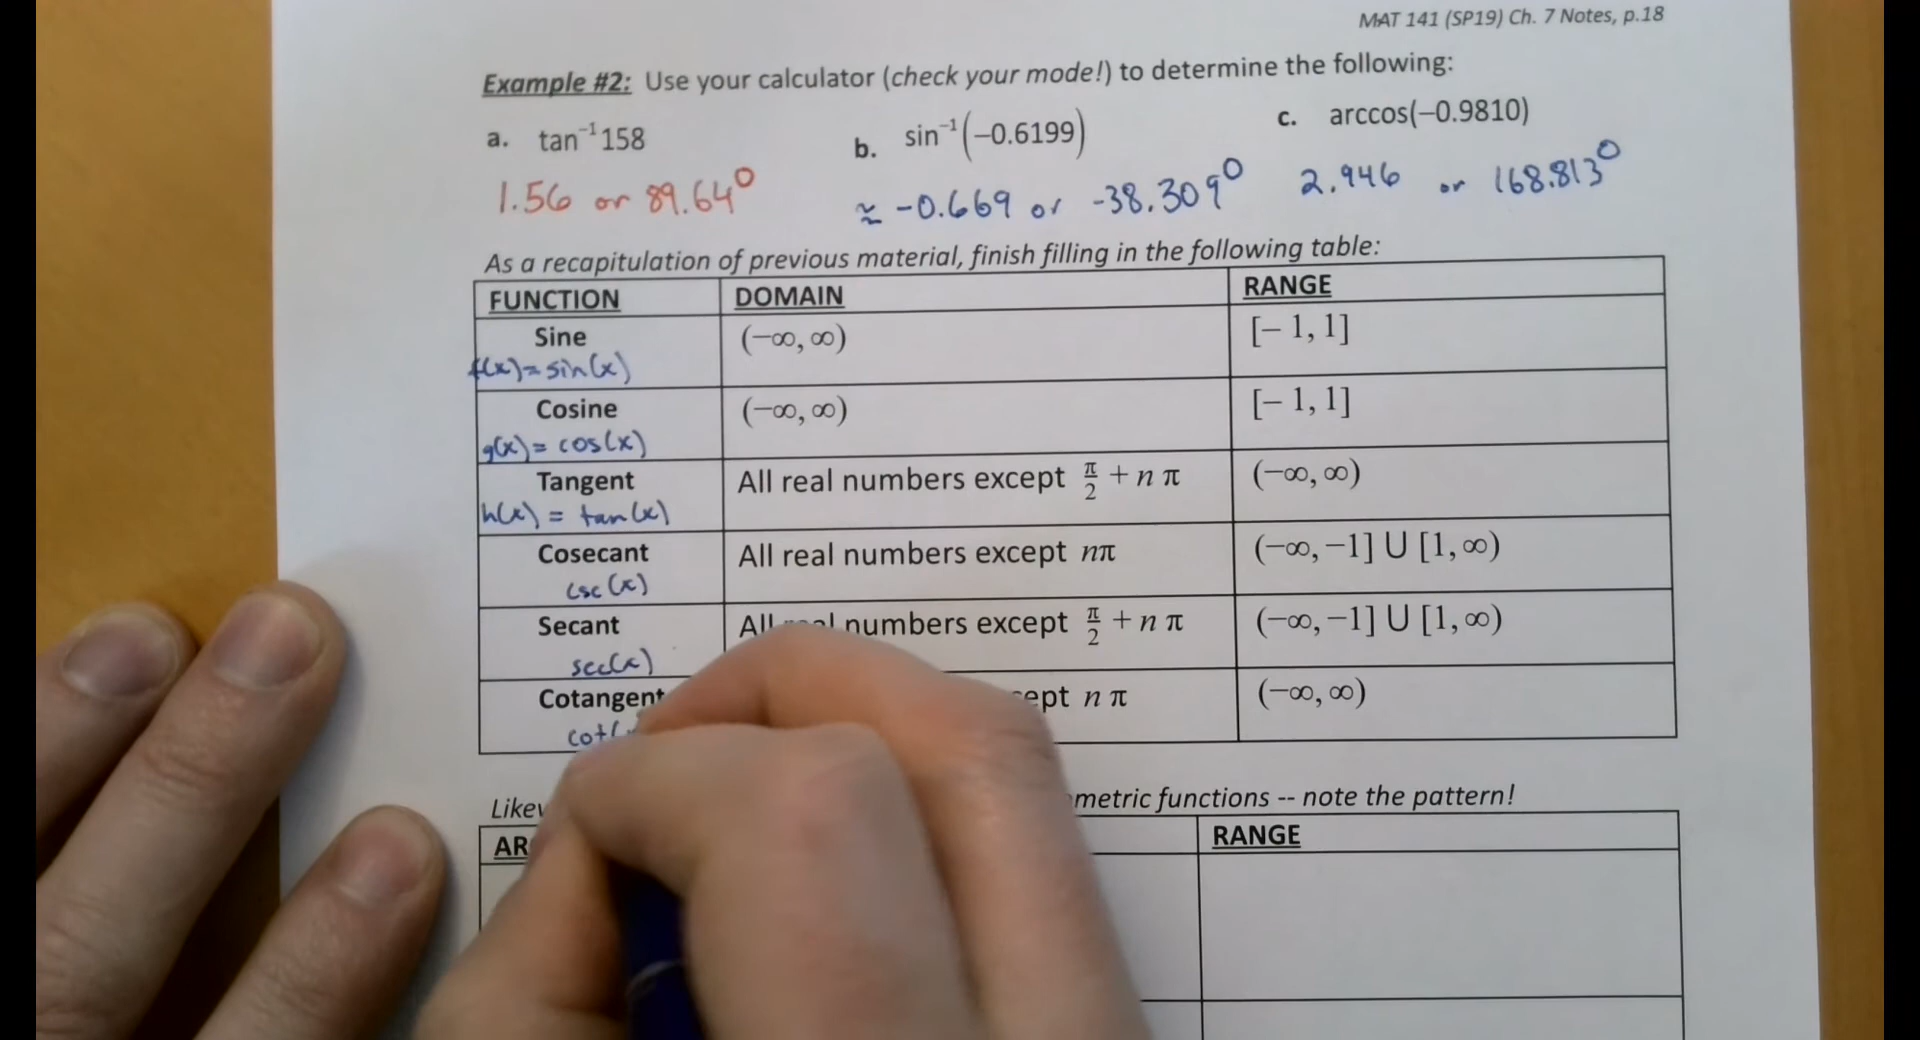 MAT 141 (SP19) Ch. 7 Notes, p.18
Example #2: Use your calculator (check your mode!) to determine the following:
a. tan⁻¹158
b. sin⁻¹(−0.6199)
c. arccos(−0.9810)
1.56 or 89.64°
≈ -0.669 or -38.309°
2.946 or 168.813°
As a recapitulation of previous material, finish filling in the following table:
FUNCTION DOMAIN RANGE
Sine (−∞, ∞) [− 1, 1]
f(x)=sin(x)
Cosine (−∞, ∞) [− 1, 1]
g(x)= cos(x)
Tangent All real numbers except π/2 + n π (−∞, ∞)
h(x) = tan(x)
Cosecant All real numbers except nπ (−∞, −1] U [1, ∞)
csc(x)
Secant All numbers except π/2 + n π (−∞, −1] U [1, ∞)
sec(x)
Cotangent n π (−∞, ∞)
cot(
functions -- note the pattern!
RANGE